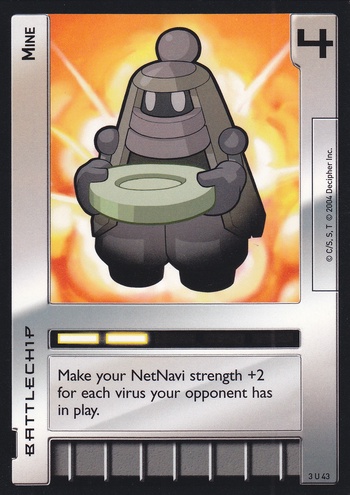 MINE
4
© C/S, S, T © 2004 Decipher Inc.
BATTLECHIP
Make your NetNavi strength +2
for each virus your opponent has
in play.
3 U 43